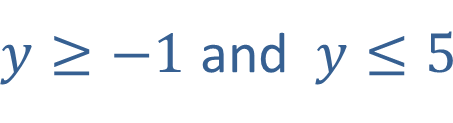 y ≥ −1 and y ≤ 5